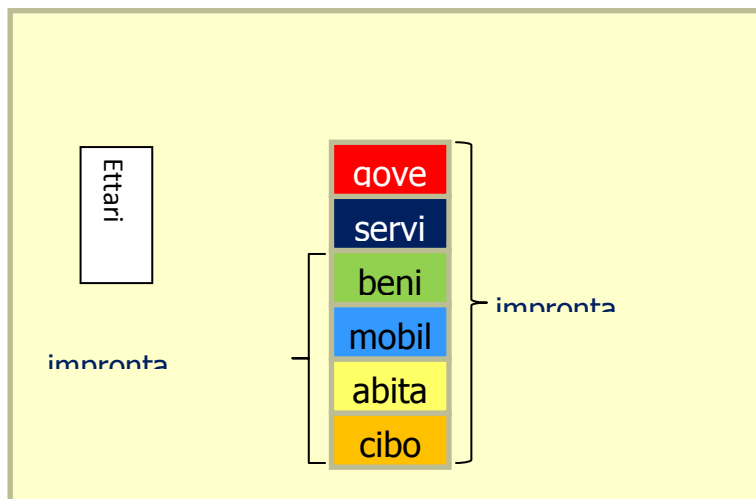 Ettari
gove
servi
beni
mobil
abita
cibo
impronta
impronta